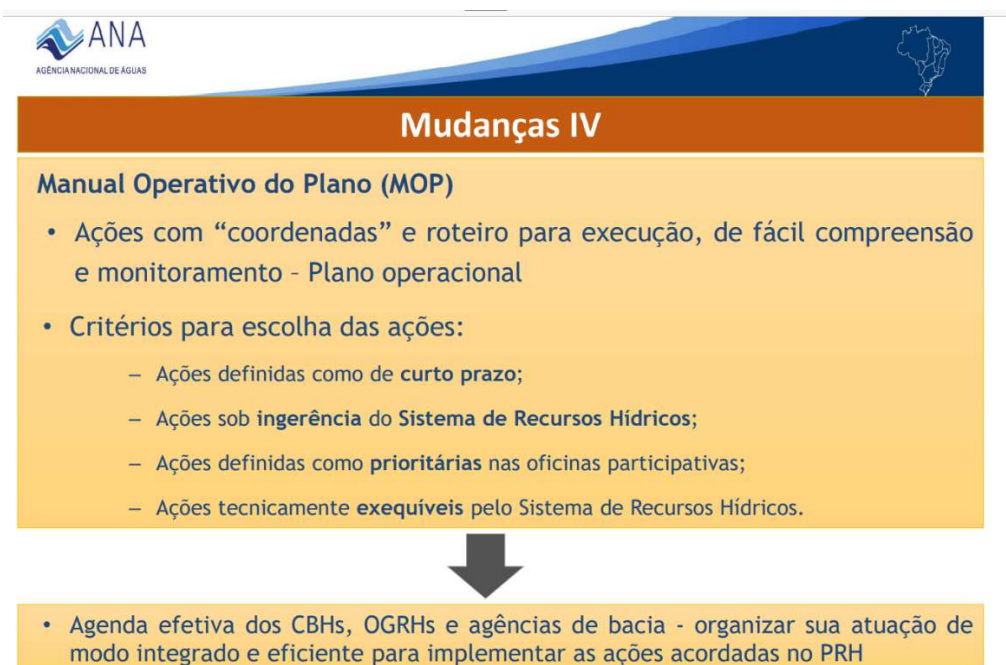 ANA
AGÊNCIA NACIONAL DE ÁGUAS
Mudanças IV
Manual Operativo do Plano (MOP)
• Ações com “coordenadas” e roteiro para execução, de fácil compreensão
e monitoramento – Plano operacional
• Critérios para escolha das ações:
– Ações definidas como de curto prazo;
– Ações sob ingerência do Sistema de Recursos Hídricos;
– Ações definidas como prioritárias nas oficinas participativas;
– Ações tecnicamente exequíveis pelo Sistema de Recursos Hídricos.
• Agenda efetiva dos CBHs, OGRHs e agências de bacia - organizar sua atuação de
modo integrado e eficiente para implementar as ações acordadas no PRH